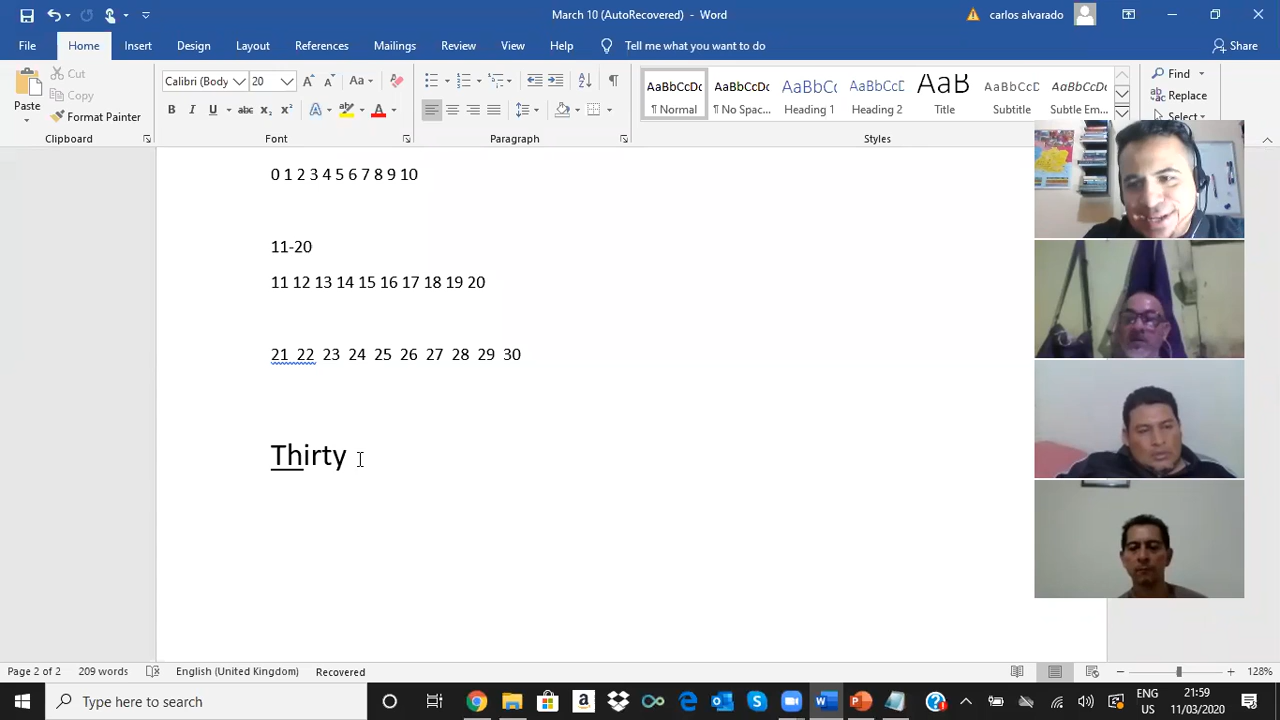 March 10 (AutoRecovered) - Word
carlos alvarado
File Home Insert Design Layout References Mailings Review View Help Tell me what you want to do Share
Paste
Cut
Copy
Format Painter
Clipboard
Calibri (Body 20
Aa
B I U abc x₂ x² A A
Font
Paragraph
AaBbCcDc AaBbCcDc AaBbCc AaBbCcD AaB AaBbCcD AaBbCcDc
¶ Normal ¶ No Spac... Heading 1 Heading 2 Title Subtitle Subtle Em...
Styles
Find
Replace
Select
0 1 2 3 4 5 6 7 8 9 10
11-20
11 12 13 14 15 16 17 18 19 20
21 22 23 24 25 26 27 28 29 30
Thirty
Page 2 of 2 209 words English (United Kingdom) Recovered 128%
Type here to search
ENG
US
21:59
11/03/2020